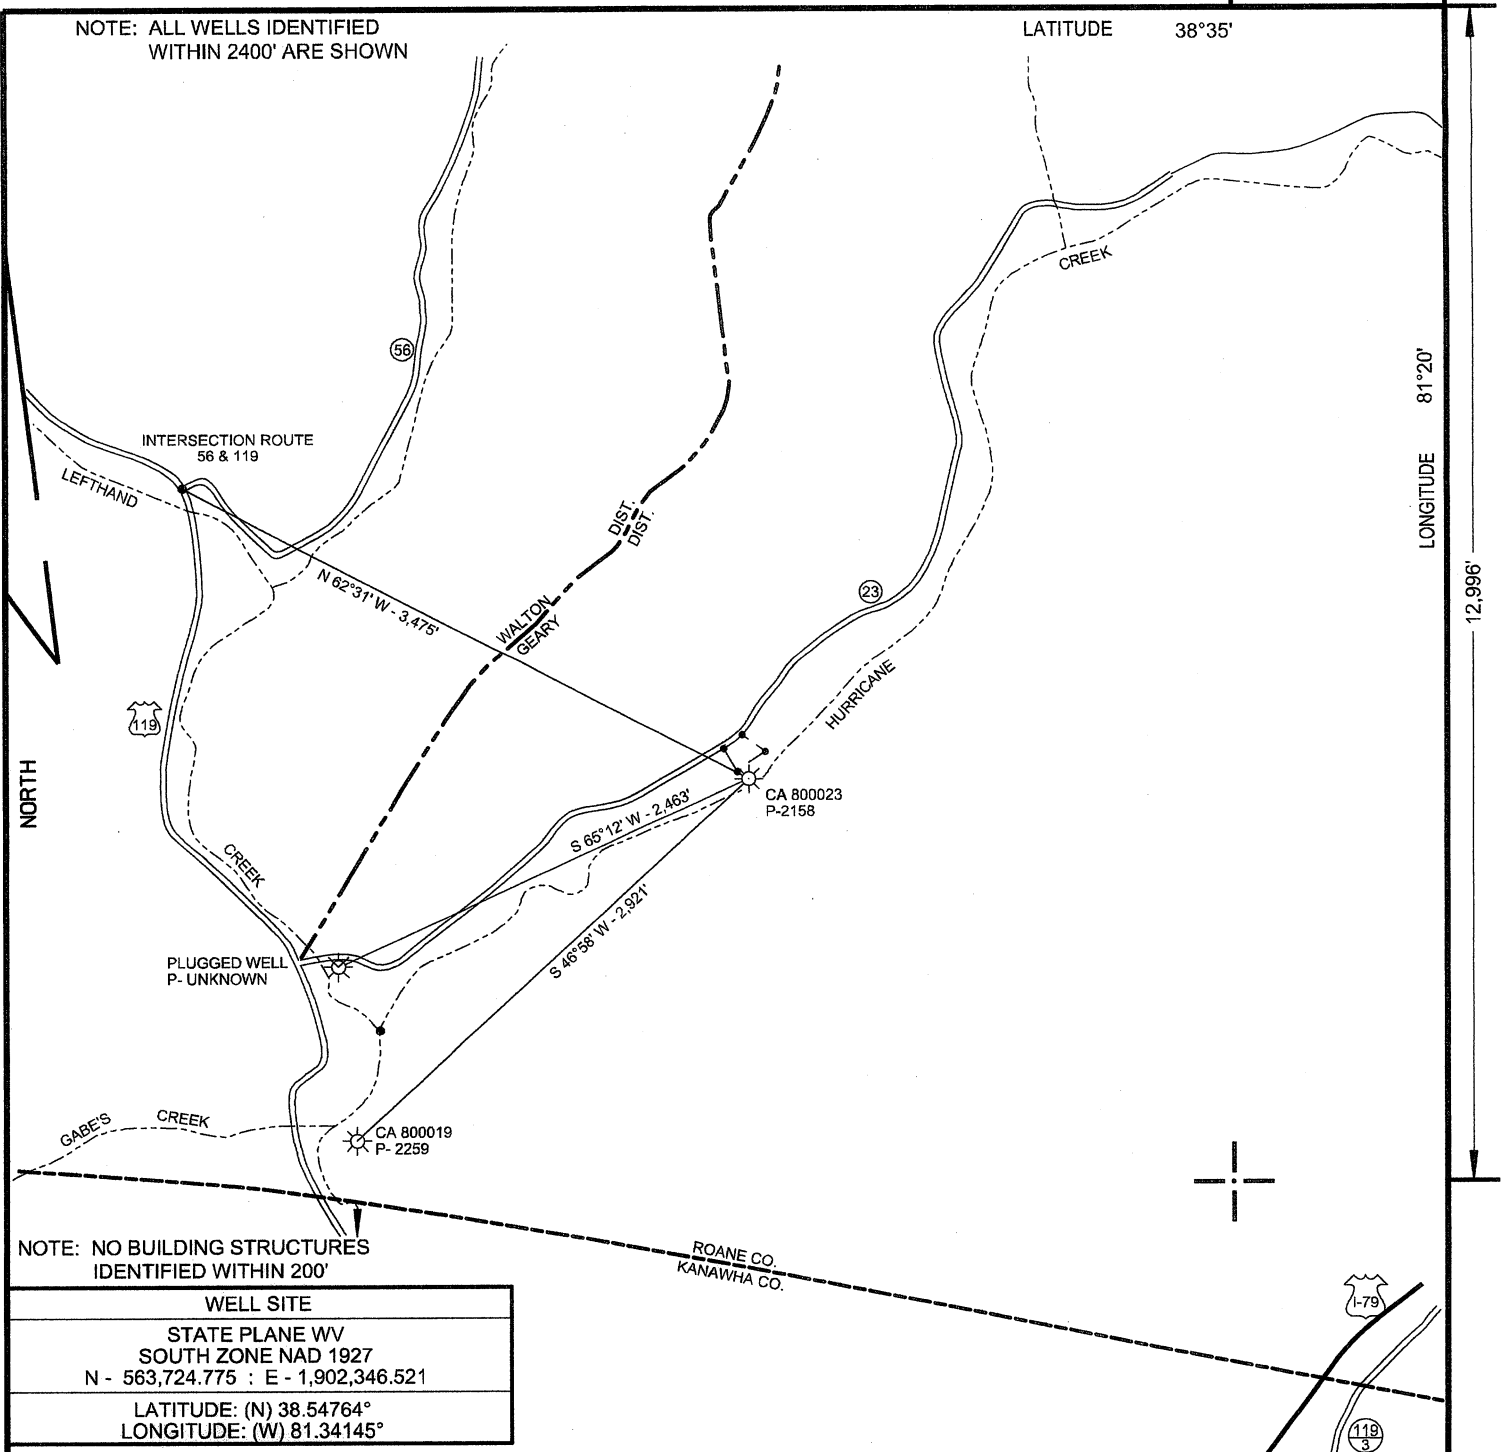 NOTE: ALL WELLS IDENTIFIED
WITHIN 2400' ARE SHOWN
LATITUDE 38°35'
CREEK
56
LONGITUDE 81°20'
INTERSECTION ROUTE
56 & 119
LEFTHAND
DIST.
DIST.
12,996'
N 62°31' W - 3,475'
23
WALTON
GEARY
HURRICANE
119
NORTH
CA 800023
P-2158
S 65°12' W - 2,463'
CREEK
S 46°58' W - 2,921'
PLUGGED WELL
P- UNKNOWN
GABE'S CREEK
CA 800019
P- 2259
NOTE: NO BUILDING STRUCTURES
IDENTIFIED WITHIN 200'
ROANE CO.
KANAWHA CO.
I-79
WELL SITE
STATE PLANE WV
SOUTH ZONE NAD 1927
N - 563,724.775 : E - 1,902,346.521
LATITUDE: (N) 38.54764°
LONGITUDE: (W) 81.34145°
119
3